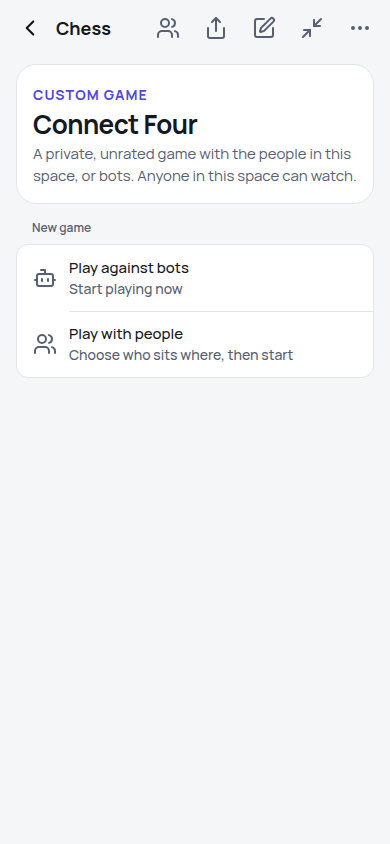 Chess
CUSTOM GAME
Connect Four
A private, unrated game with the people in this
space, or bots. Anyone in this space can watch.
New game
Play against bots
Start playing now
Play with people
Choose who sits where, then start